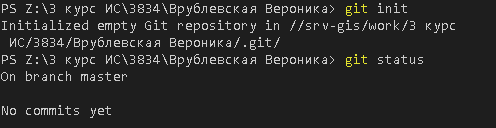 PS Z:\3 курс ИС\3834\Врублевская Вероника> git init
Initialized empty Git repository in //srv-gis/work/3 курс
ИС/3834/Врублевская Вероника/.git/
PS Z:\3 курс ИС\3834\Врублевская Вероника> git status
On branch master
No commits yet